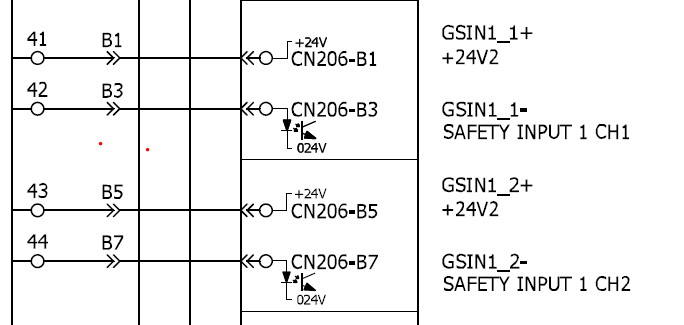 41 B1 +24V CN206-B1 GSIN1_1+
+24V2
42 B3 CN206-B3 GSIN1_1-
024V SAFETY INPUT 1 CH1
43 B5 +24V CN206-B5 GSIN1_2+
+24V2
44 B7 CN206-B7 GSIN1_2-
024V SAFETY INPUT 1 CH2